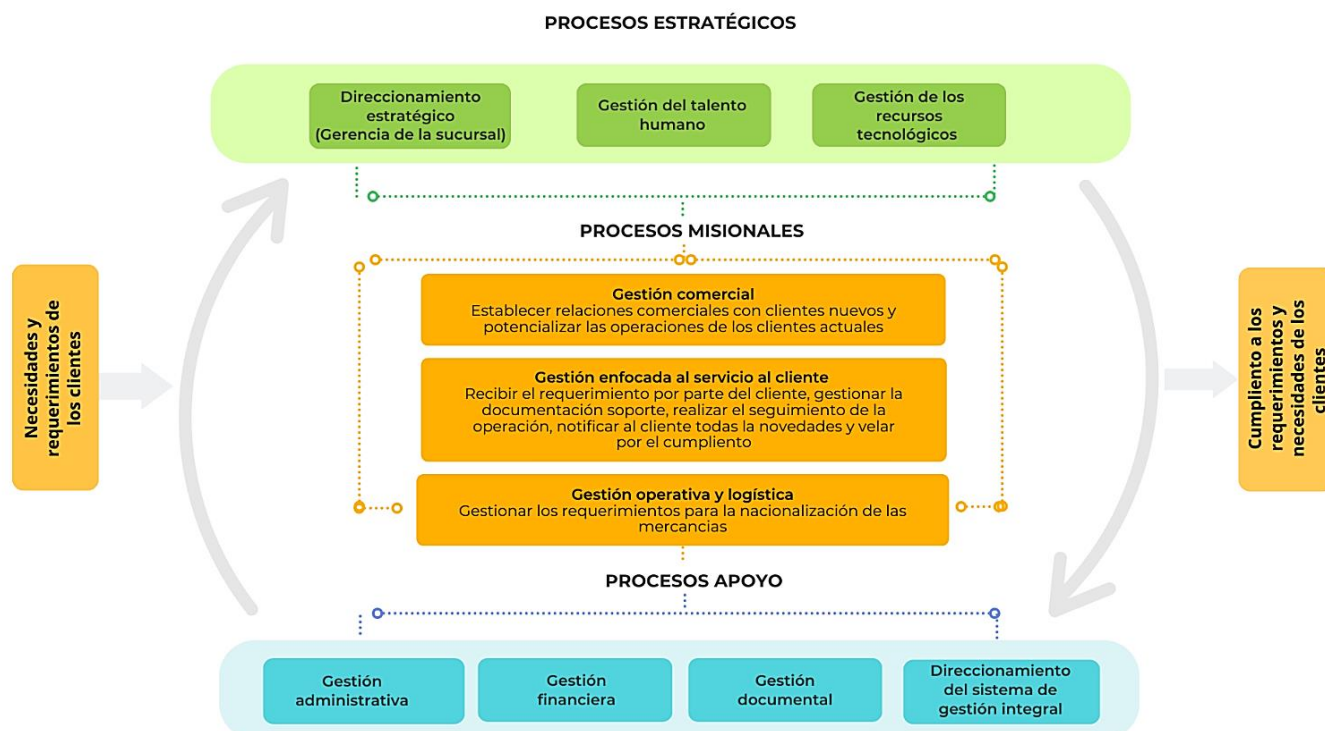 PROCESOS ESTRATÉGICOS
Direccionamiento
estratégico
(Gerencia de la sucursal)
Gestión del talento
humano
Gestión de los
recursos
tecnológicos
PROCESOS MISIONALES
Necesidades y
requerimientos de
los clientes
Gestión comercial
Establecer relaciones comerciales con clientes nuevos y
potencializar las operaciones de los clientes actuales
Gestión enfocada al servicio al cliente
Recibir el requerimiento por parte del cliente, gestionar la
documentación soporte, realizar el seguimiento de la
operación, notificar al cliente todas la novedades y velar
por el cumpliento
Gestión operativa y logística
Gestionar los requerimientos para la nacionalización de las
mercancias
Cumpliento a los
requerimientos y
necesidades de los
clientes
PROCESOS APOYO
Gestión
administrativa
Gestión
financiera
Gestión
documental
Direccionamiento
del sistema de
gestión integral